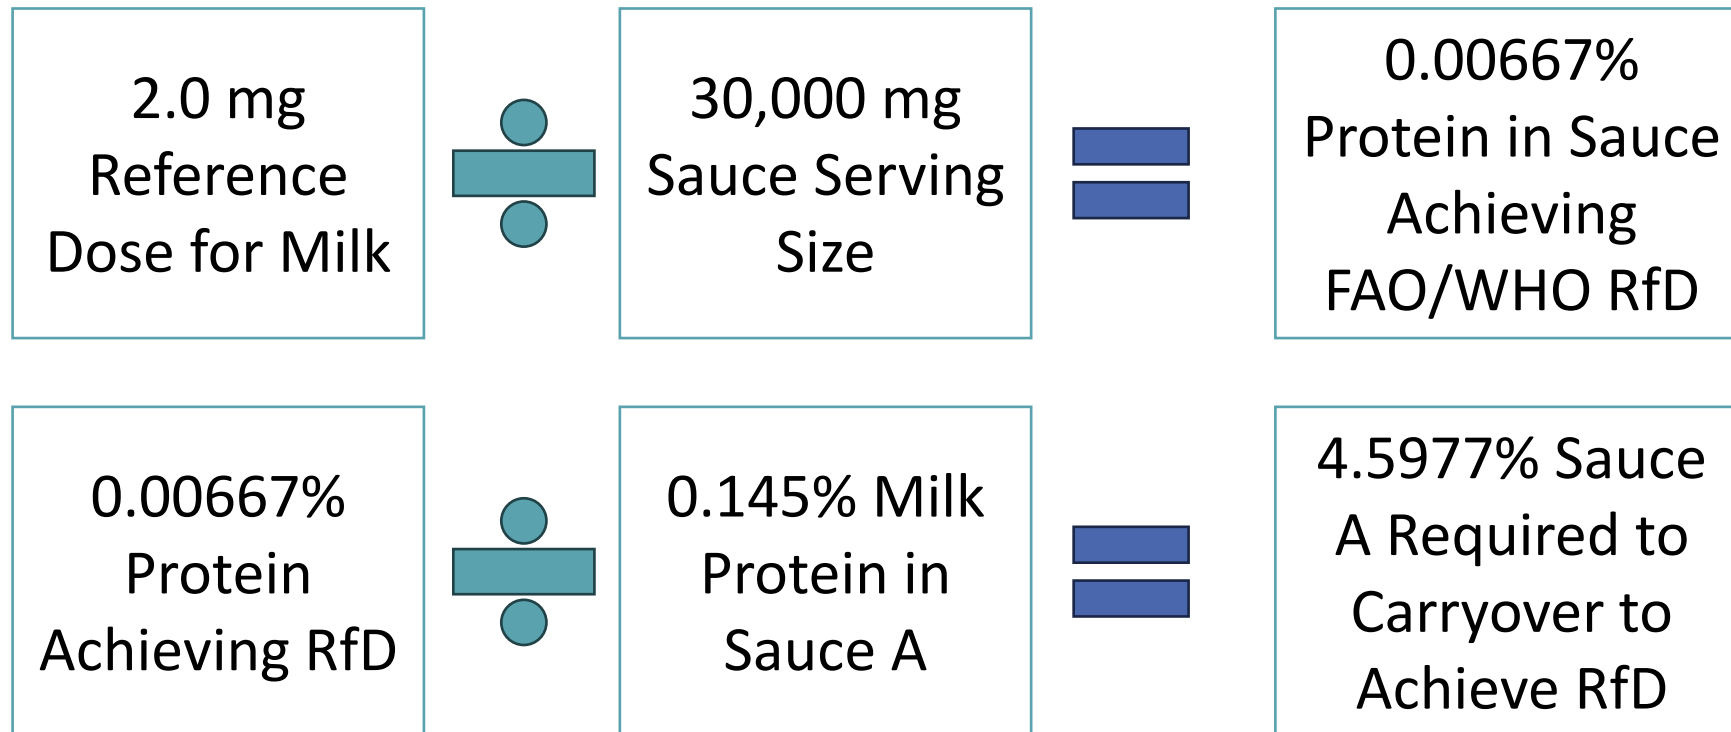 2.0 mg
Reference
Dose for Milk
30,000 mg
Sauce Serving
Size
0.00667%
Protein in Sauce
Achieving
FAO/WHO RfD
0.00667%
Protein
Achieving RfD
0.145% Milk
Protein in
Sauce A
4.5977% Sauce
A Required to
Carryover to
Achieve RfD